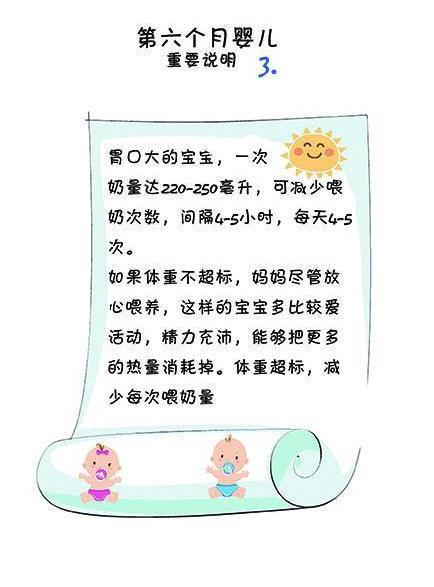 第六个月婴儿
重要说明 3.
胃口大的宝宝，一次
奶量达220-250毫升，可减少喂
奶次数，间隔4-5小时，每天4-5
次。
如果体重不超标，妈妈尽管放
心喂养，这样的宝宝多比较爱
活动，精力充沛，能够把更多
的热量消耗掉。体重超标，减
少每次喂奶量